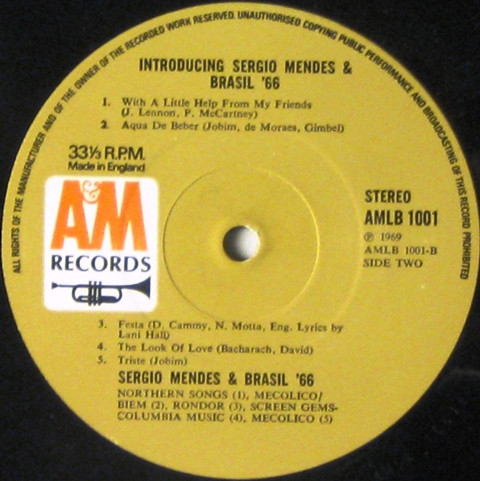 ALL RIGHTS OF THE MANUFACTURER AND OF THE OWNER OF THE RECORDED WORK RESERVED. UNAUTHORISED COPYING PUBLIC PERFORMANCE AND BROADCASTING OF THIS RECORD PROHIBITED
INTRODUCING SERGIO MENDES &
BRASIL '66
1. With A Little Help From My Friends
(J. Lennon, P. McCartney)
2. Aqua De Beber (Jobim, de Moraes, Gimbel)
33⅓ R.P.M.
Made in England
A&M
RECORDS
STEREO
AMLB 1001
℗ 1969
AMLB 1001-B
SIDE TWO
3. Festa (D. Cammy, N. Motta, Eng. Lyrics by
Lani Hall)
4. The Look Of Love (Bacharach, David)
5. Triste (Jobim)
SERGIO MENDES & BRASIL '66
NORTHERN SONGS (1), MECOLICO/
BIEM (2), RONDOR (3), SCREEN GEMS-
COLUMBIA MUSIC (4), MECOLICO (5)